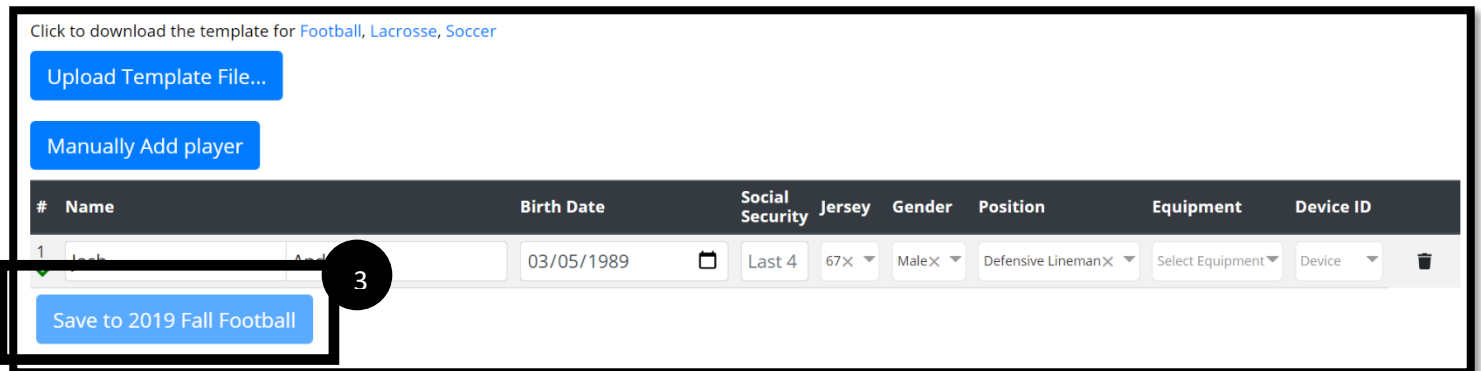 Click to download the template for Football, Lacrosse, Soccer
Upload Template File...
Manually Add player
# Name Birth Date Social Security Jersey Gender Position Equipment Device ID
1 03/05/1989 Last 4 67× Male× Defensive Lineman× Select Equipment Device
3
Save to 2019 Fall Football